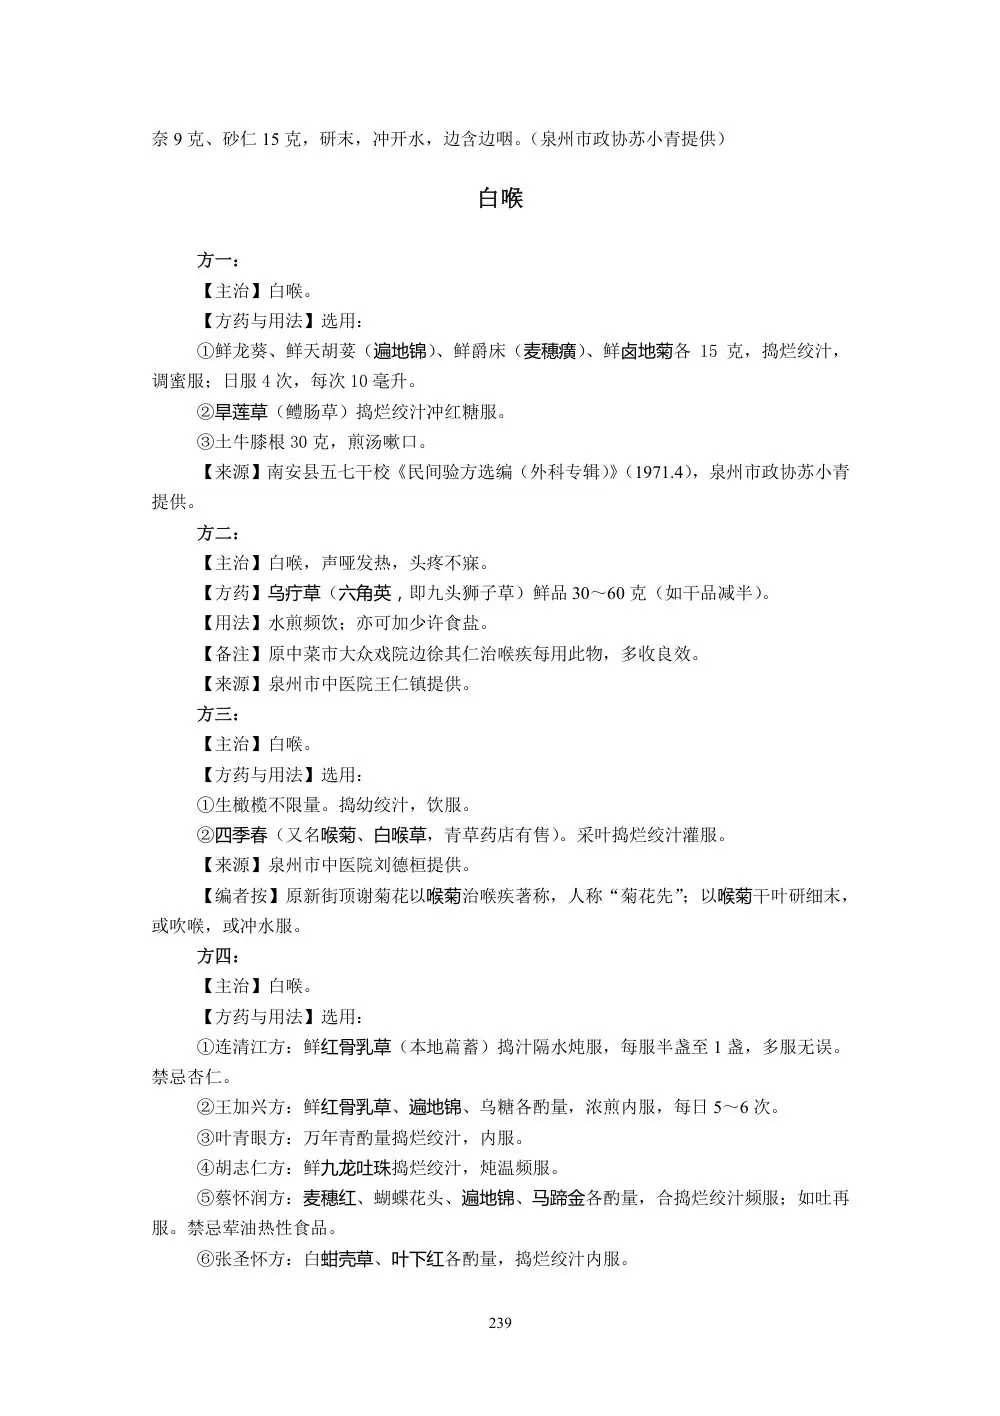 奈 9 克、砂仁 15 克，研末，冲开水，边含边咽。（泉州市政协苏小青提供）
白喉
方一：
【主治】白喉。
【方药与用法】选用：
①鲜龙葵、鲜天胡荽（遍地锦）、鲜爵床（麦穗癀）、鲜卤地菊各 15 克，捣烂绞汁，
调蜜服；日服 4 次，每次 10 毫升。
②旱莲草（鳢肠草）捣烂绞汁冲红糖服。
③土牛膝根 30 克，煎汤嗽口。
【来源】南安县五七干校《民间验方选编（外科专辑）》（1971.4），泉州市政协苏小青
提供。
方二：
【主治】白喉，声哑发热，头疼不寐。
【方药】乌疔草（六角英，即九头狮子草）鲜品 30～60 克（如干品减半）。
【用法】水煎频饮；亦可加少许食盐。
【备注】原中菜市大众戏院边徐其仁治喉疾每用此物，多收良效。
【来源】泉州市中医院王仁镇提供。
方三：
【主治】白喉。
【方药与用法】选用：
①生橄榄不限量。捣幼绞汁，饮服。
②四季春（又名喉菊、白喉草，青草药店有售）。采叶捣烂绞汁灌服。
【来源】泉州市中医院刘德桓提供。
【编者按】原新街顶谢菊花以喉菊治喉疾著称，人称“菊花先”；以喉菊干叶研细末，
或吹喉，或冲水服。
方四：
【主治】白喉。
【方药与用法】选用：
①连清江方：鲜红骨乳草（本地萹蓄）捣汁隔水炖服，每服半盏至 1 盏，多服无误。
禁忌杏仁。
②王加兴方：鲜红骨乳草、遍地锦、乌糖各酌量，浓煎内服，每日 5～6 次。
③叶青眼方：万年青酌量捣烂绞汁，内服。
④胡志仁方：鲜九龙吐珠捣烂绞汁，炖温频服。
⑤蔡怀润方：麦穗红、蝴蝶花头、遍地锦、马蹄金各酌量，合捣烂绞汁频服；如吐再
服。禁忌荤油热性食品。
⑥张圣怀方：白蚶壳草、叶下红各酌量，捣烂绞汁内服。
239